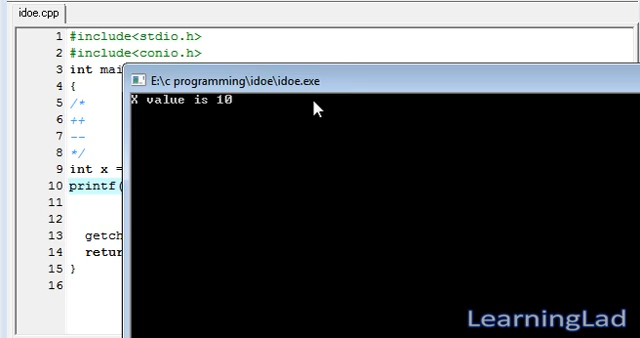 idoe.cpp
1 #include<stdio.h>
2 #include<conio.h>
3 int mai
4 {
5 /*
6 ++
7 --
8 */
9 int x =
10 printf(
11
12
13 getch
14 retur
15 }
16
E:\c programming\idoe\idoe.exe
X value is 10
LearningLad